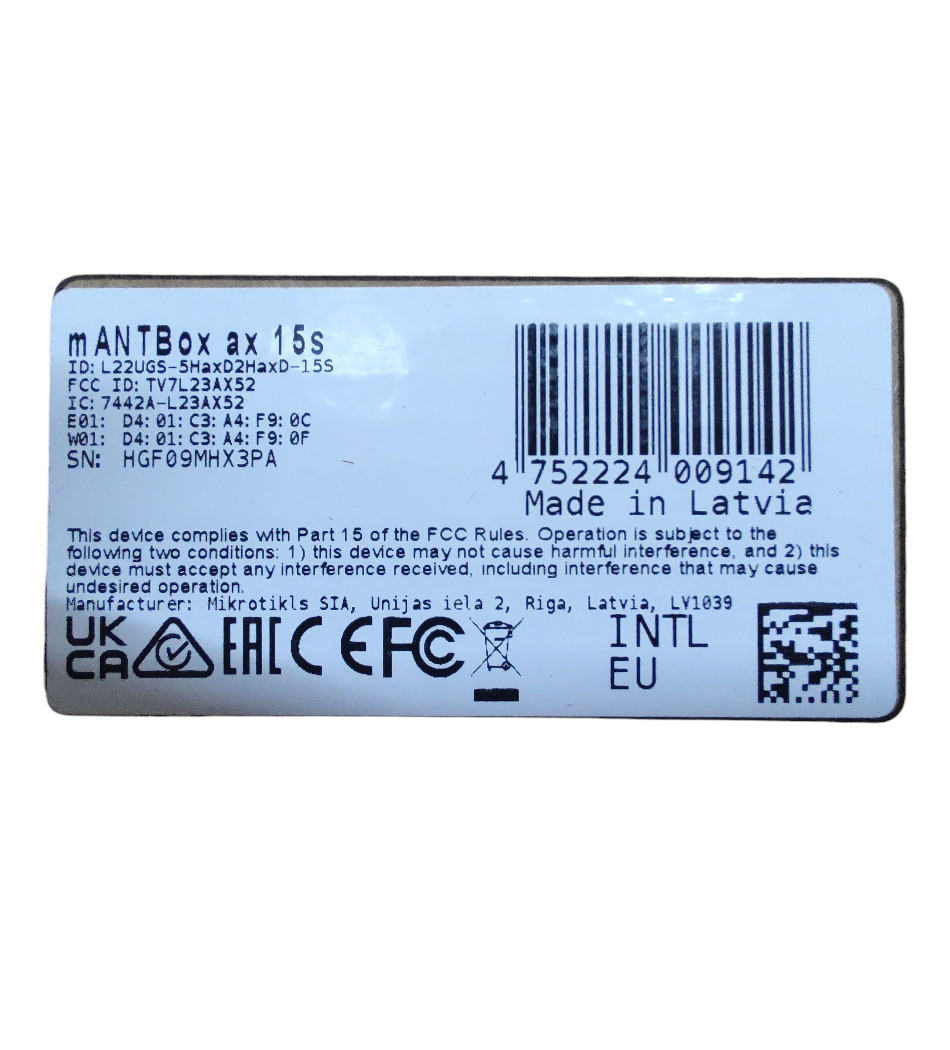 mANTBox ax 15s
ID: L22UGS-5HaxD2HaxD-15S
FCC ID: TV7L23AX52
IC: 7442A-L23AX52
E01: D4:01:C3:A4:F9:0C
W01: D4:01:C3:A4:F9:0F
SN: HGF09MHX3PA
4 752224 009142
Made in Latvia
This device complies with Part 15 of the FCC Rules. Operation is subject to the
following two conditions: 1) this device may not cause harmful interference, and 2) this
device must accept any interference received, including interference that may cause
undesired operation.
Manufacturer: Mikrotikls SIA, Unijas iela 2, Riga, Latvia, LV1039
UK
CA
EAC CE FC
INTL
EU